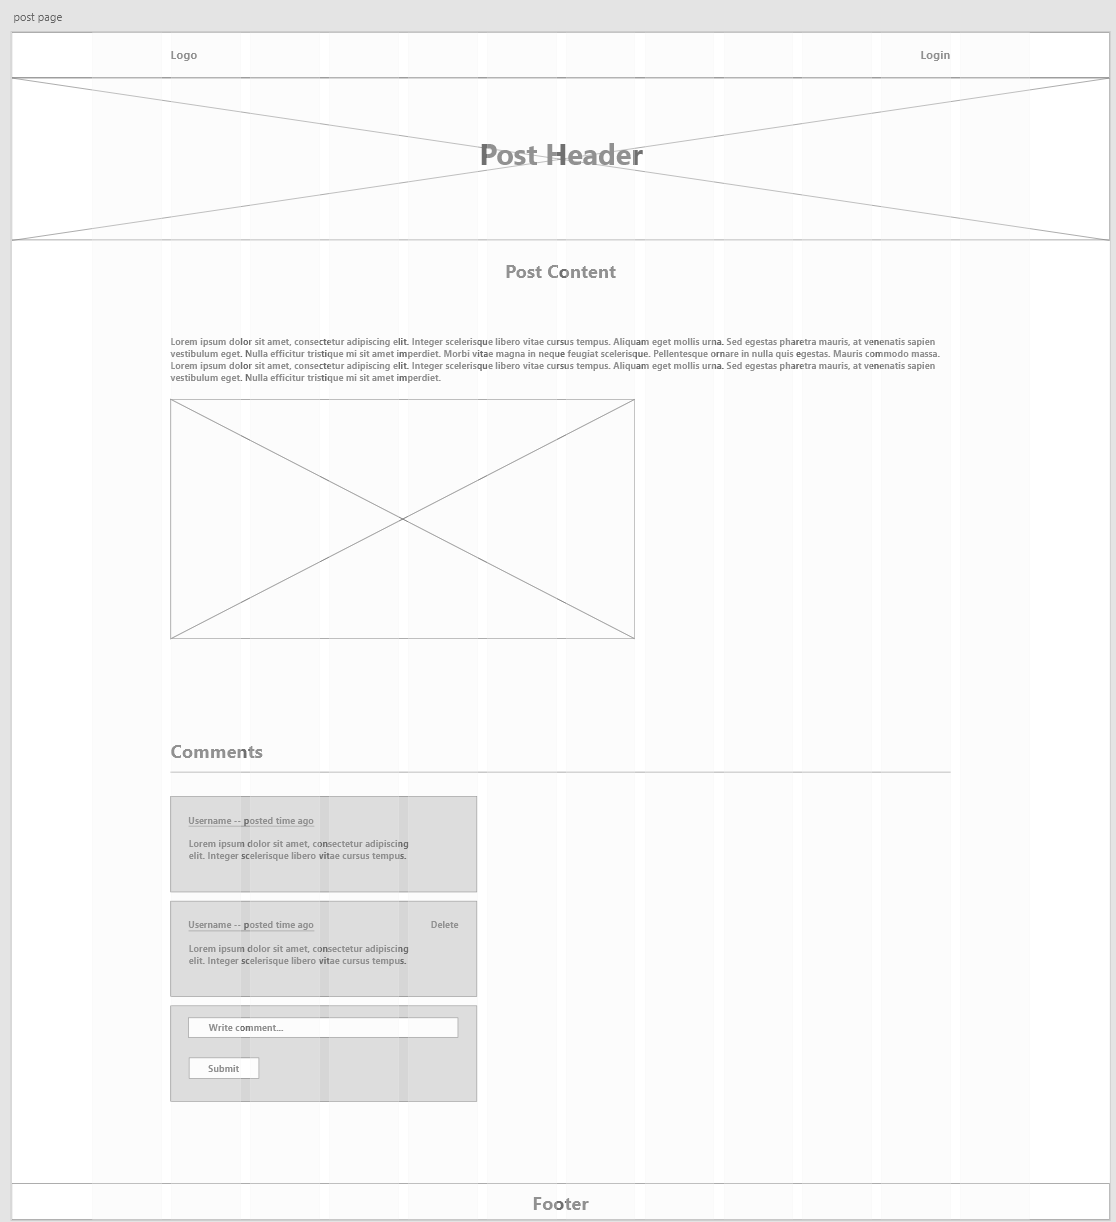 post page
Logo
Login
Post Header
Post Content
Lorem ipsum dolor sit amet, consectetur adipiscing elit. Integer scelerisque libero vitae cursus tempus. Aliquam eget mollis urna. Sed egestas pharetra mauris, at venenatis sapien
vestibulum eget. Nulla efficitur tristique mi sit amet imperdiet. Morbi vitae magna in neque feugiat scelerisque. Pellentesque ornare in nulla quis egestas. Mauris commodo massa.
Lorem ipsum dolor sit amet, consectetur adipiscing elit. Integer scelerisque libero vitae cursus tempus. Aliquam eget mollis urna. Sed egestas pharetra mauris, at venenatis sapien
vestibulum eget. Nulla efficitur tristique mi sit amet imperdiet.
Comments
Username -- posted time ago
Lorem ipsum dolor sit amet, consectetur adipiscing
elit. Integer scelerisque libero vitae cursus tempus.
Username -- posted time ago
Delete
Lorem ipsum dolor sit amet, consectetur adipiscing
elit. Integer scelerisque libero vitae cursus tempus.
Write comment...
Submit
Footer